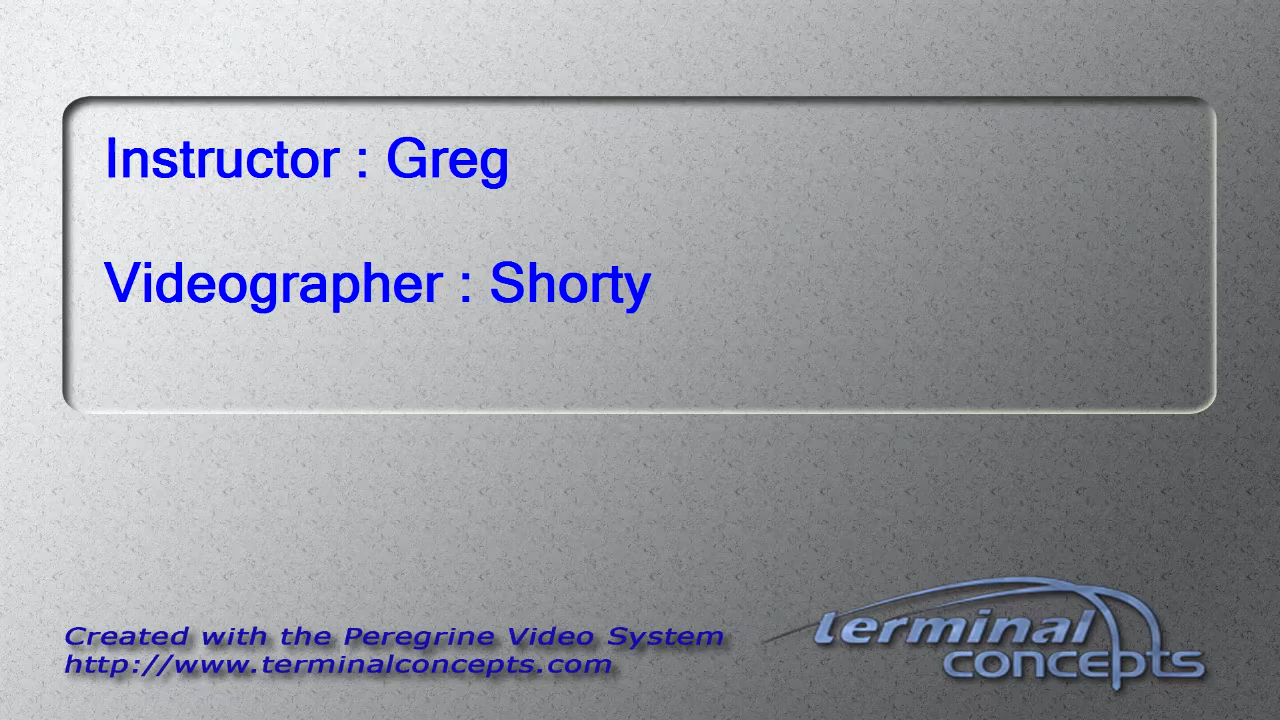 Instructor : Greg
Videographer : Shorty
Created with the Peregrine Video System
http://www.terminalconcepts.com
terminal
concepts